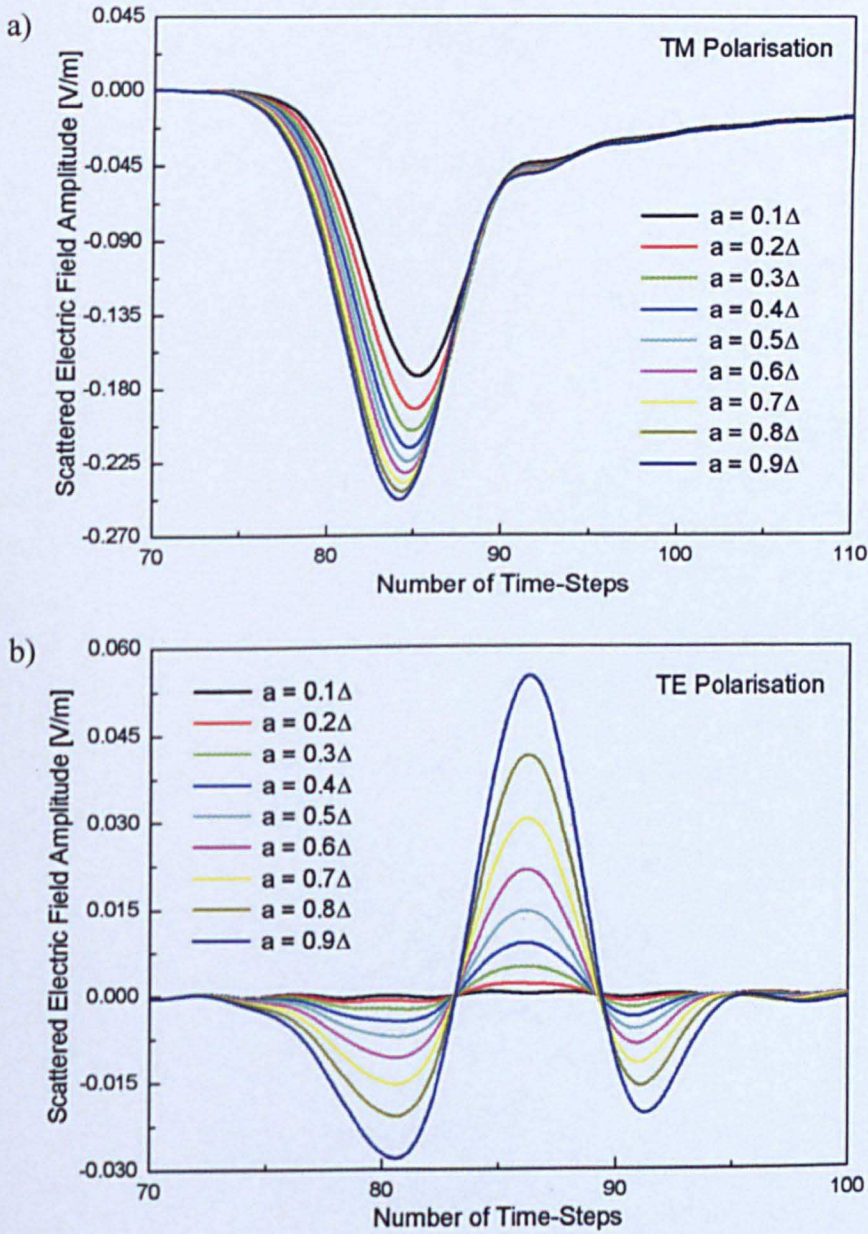 a)
TM Polarisation
Scattered Electric Field Amplitude [V/m]
0.045
0.000
-0.045
-0.090
-0.135
-0.180
-0.225
-0.270
a = 0.1Δ
a = 0.2Δ
a = 0.3Δ
a = 0.4Δ
a = 0.5Δ
a = 0.6Δ
a = 0.7Δ
a = 0.8Δ
a = 0.9Δ
70 80 90 100 110
Number of Time-Steps
b)
TE Polarisation
Scattered Electric Field Amplitude [V/m]
0.060
0.045
0.030
0.015
0.000
-0.015
-0.030
a = 0.1Δ
a = 0.2Δ
a = 0.3Δ
a = 0.4Δ
a = 0.5Δ
a = 0.6Δ
a = 0.7Δ
a = 0.8Δ
a = 0.9Δ
70 80 90 100
Number of Time-Steps